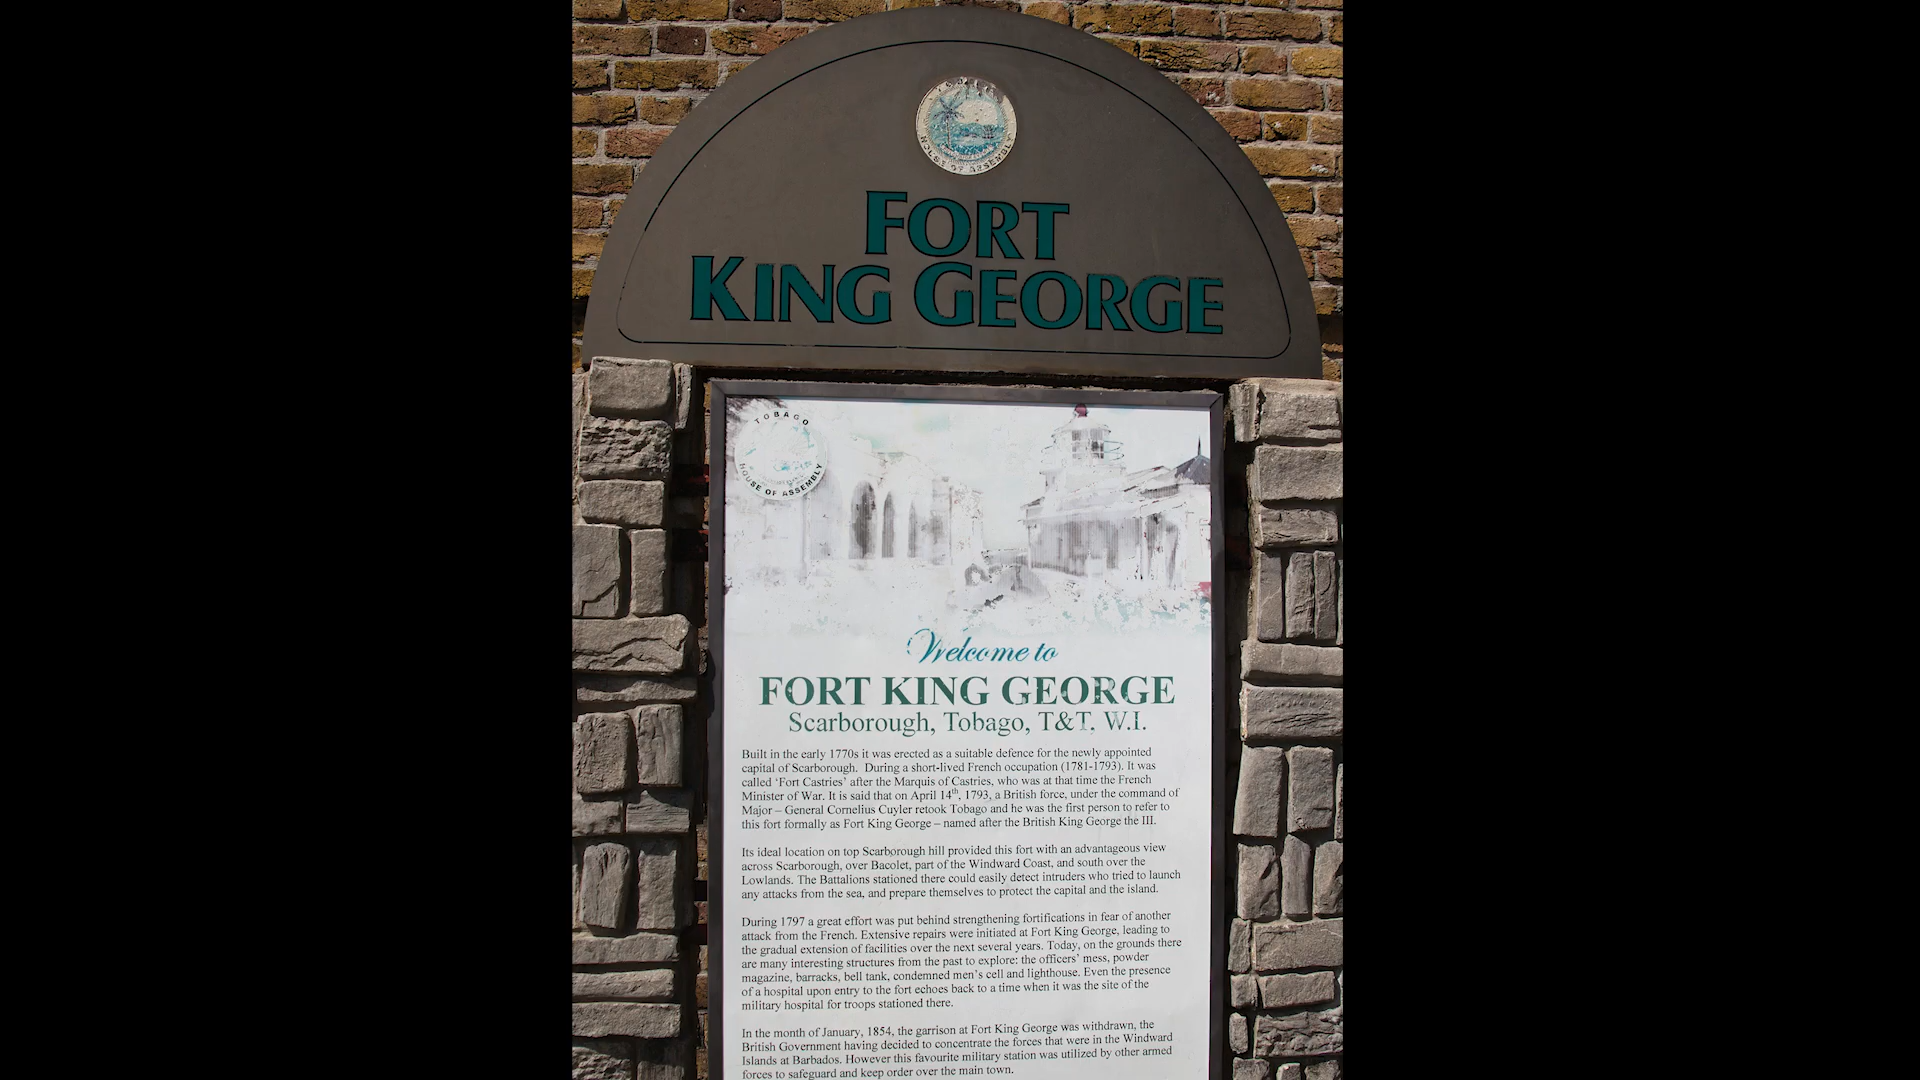 TOBAGO
HOUSE OF ASSEMBLY
FORT
KING GEORGE
TOBAGO
HOUSE OF ASSEMBLY
Welcome to
FORT KING GEORGE
Scarborough, Tobago, T&T, W.I.
Built in the early 1770s it was erected as a suitable defence for the newly appointed
capital of Scarborough. During a short-lived French occupation (1781-1793). It was
called ‘Fort Castries’ after the Marquis of Castries, who was at that time the French
Minister of War. It is said that on April 14th, 1793, a British force, under the command of
Major – General Cornelius Cuyler retook Tobago and he was the first person to refer to
this fort formally as Fort King George – named after the British King George the III.
Its ideal location on top Scarborough hill provided this fort with an advantageous view
across Scarborough, over Bacolet, part of the Windward Coast, and south over the
Lowlands. The Battalions stationed there could easily detect intruders who tried to launch
any attacks from the sea, and prepare themselves to protect the capital and the island.
During 1797 a great effort was put behind strengthening fortifications in fear of another
attack from the French. Extensive repairs were initiated at Fort King George, leading to
the gradual extension of facilities over the next several years. Today, on the grounds there
are many interesting structures from the past to explore: the officers’ mess, powder
magazine, barracks, bell tank, condemned men’s cell and lighthouse. Even the presence
of a hospital upon entry to the fort echoes back to a time when it was the site of the
military hospital for troops stationed there.
In the month of January, 1854, the garrison at Fort King George was withdrawn, the
British Government having decided to concentrate the forces that were in the Windward
Islands at Barbados. However this favourite military station was utilized by other armed
forces to safeguard and keep order over the main town.